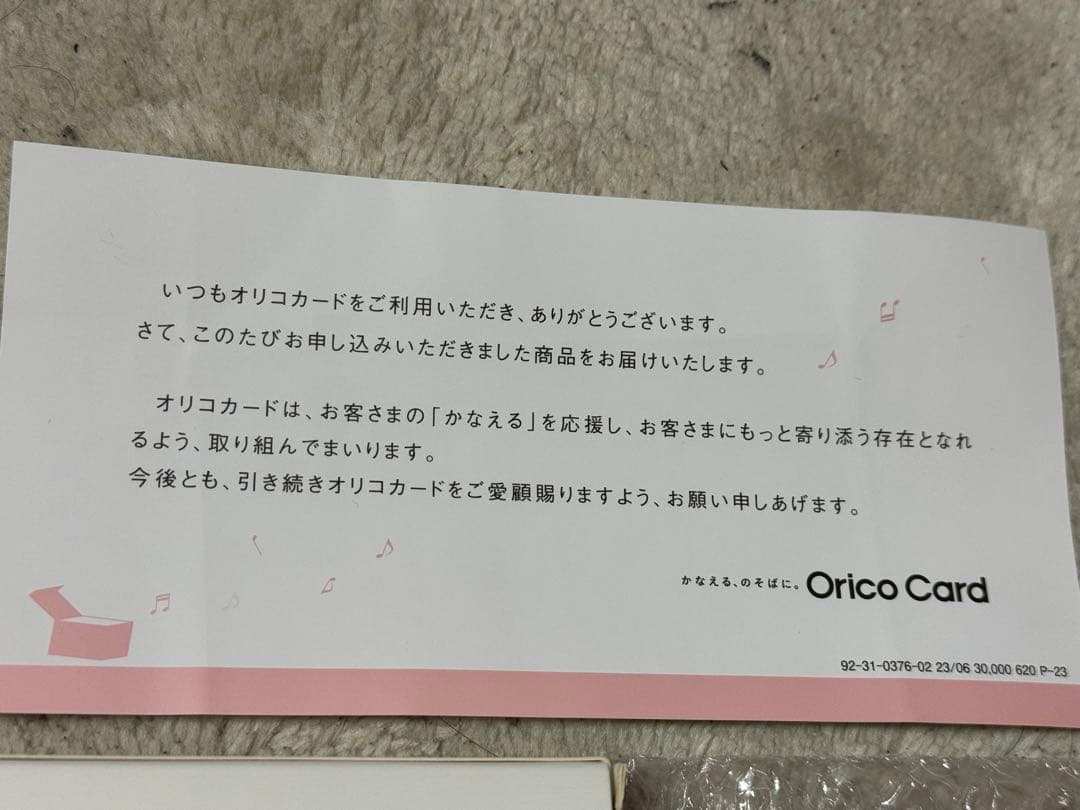 いつもオリコカードをご利用いただき、ありがとうございます。
さて、このたびお申し込みいただきました商品をお届けいたします。
オリコカードは、お客さまの「かなえる」を応援し、お客さまにもっと寄り添う存在となれ
るよう、取り組んでまいります。
今後とも、引き続きオリコカードをご愛顧賜りますよう、お願い申しあげます。
かなえる、のそばに。 Orico Card
92-31-0376-02 23/06 30,000 620 P-23